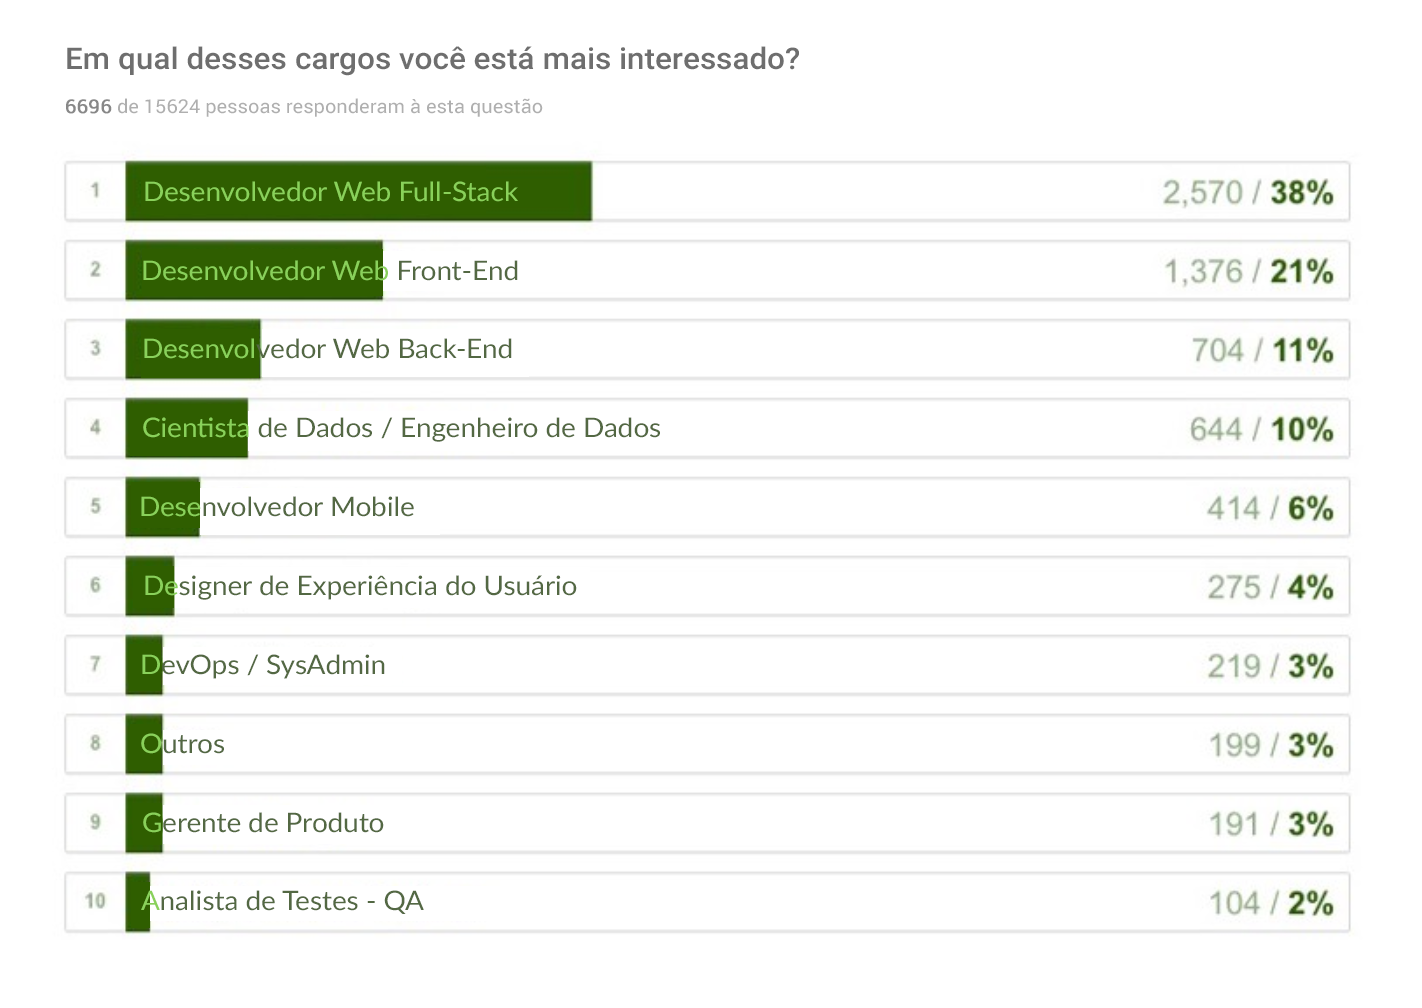 Em qual desses cargos você está mais interessado?
6696 de 15624 pessoas responderam à esta questão
1 Desenvolvedor Web Full-Stack 2,570 / 38%
2 Desenvolvedor Web Front-End 1,376 / 21%
3 Desenvolvedor Web Back-End 704 / 11%
4 Cientista de Dados / Engenheiro de Dados 644 / 10%
5 Desenvolvedor Mobile 414 / 6%
6 Designer de Experiência do Usuário 275 / 4%
7 DevOps / SysAdmin 219 / 3%
8 Outros 199 / 3%
9 Gerente de Produto 191 / 3%
10 Analista de Testes - QA 104 / 2%